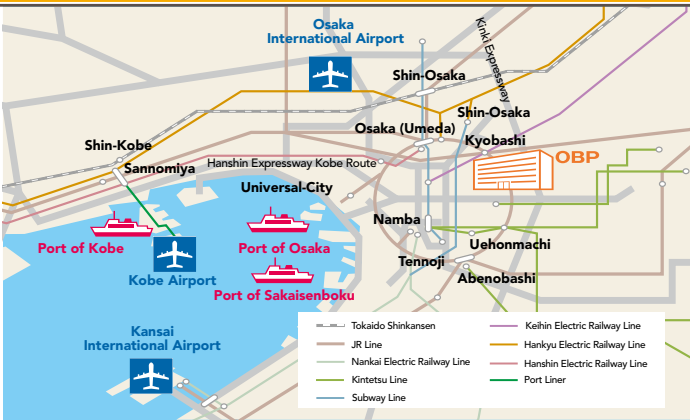 Osaka
International Airport
Kinki Expressway
Shin-Osaka
Shin-Osaka
Osaka (Umeda)
Kyobashi
OBP
Shin-Kobe
Sannomiya
Hanshin Expressway Kobe Route
Universal-City
Namba
Port of Kobe
Port of Osaka
Uehonmachi
Tennoji
Kobe Airport
Abenobashi
Port of Sakaisenboku
Kansai
International Airport
Tokaido Shinkansen
JR Line
Nankai Electric Railway Line
Kintetsu Line
Subway Line
Keihin Electric Railway Line
Hankyu Electric Railway Line
Hanshin Electric Railway Line
Port Liner